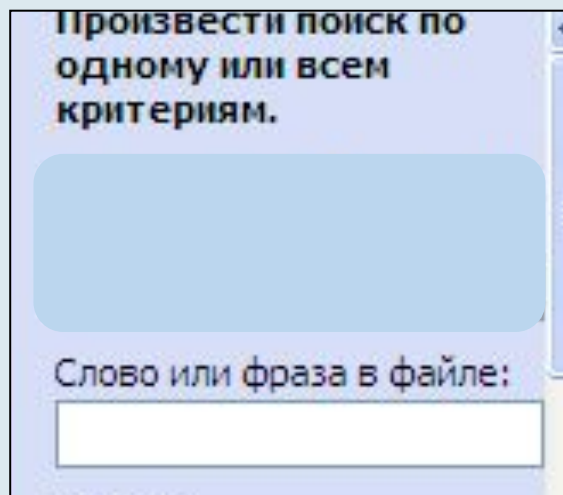 Произвести поиск по
одному или всем
критериям.
Слово или фраза в файле: